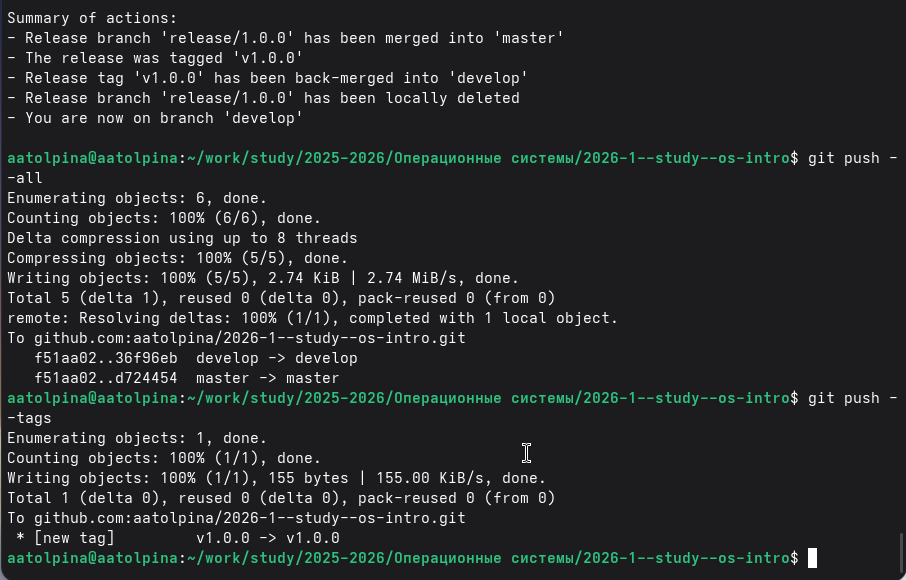 Summary of actions:
- Release branch 'release/1.0.0' has been merged into 'master'
- The release was tagged 'v1.0.0'
- Release tag 'v1.0.0' has been back-merged into 'develop'
- Release branch 'release/1.0.0' has been locally deleted
- You are now on branch 'develop'

aatolpina@aatolpina:~/work/study/2025-2026/Операционные системы/2026-1--study--os-intro$ git push -
-all
Enumerating objects: 6, done.
Counting objects: 100% (6/6), done.
Delta compression using up to 8 threads
Compressing objects: 100% (5/5), done.
Writing objects: 100% (5/5), 2.74 KiB | 2.74 MiB/s, done.
Total 5 (delta 1), reused 0 (delta 0), pack-reused 0 (from 0)
remote: Resolving deltas: 100% (1/1), completed with 1 local object.
To github.com:aatolpina/2026-1--study--os-intro.git
   f51aa02..36f96eb  develop -> develop
   f51aa02..d724454  master -> master
aatolpina@aatolpina:~/work/study/2025-2026/Операционные системы/2026-1--study--os-intro$ git push -
-tags
Enumerating objects: 1, done.
Counting objects: 100% (1/1), done.
Writing objects: 100% (1/1), 155 bytes | 155.00 KiB/s, done.
Total 1 (delta 0), reused 0 (delta 0), pack-reused 0 (from 0)
To github.com:aatolpina/2026-1--study--os-intro.git
 * [new tag]         v1.0.0 -> v1.0.0
aatolpina@aatolpina:~/work/study/2025-2026/Операционные системы/2026-1--study--os-intro$